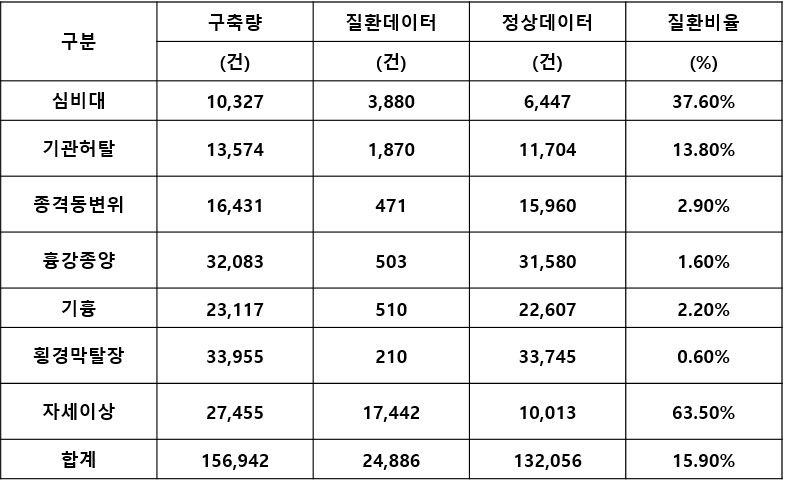 구분 구축량 질환데이터 정상데이터 질환비율
(건) (건) (건) (%)
심비대 10,327 3,880 6,447 37.60%
기관허탈 13,574 1,870 11,704 13.80%
종격동변위 16,431 471 15,960 2.90%
흉강종양 32,083 503 31,580 1.60%
기흉 23,117 510 22,607 2.20%
횡경막탈장 33,955 210 33,745 0.60%
자세이상 27,455 17,442 10,013 63.50%
합계 156,942 24,886 132,056 15.90%